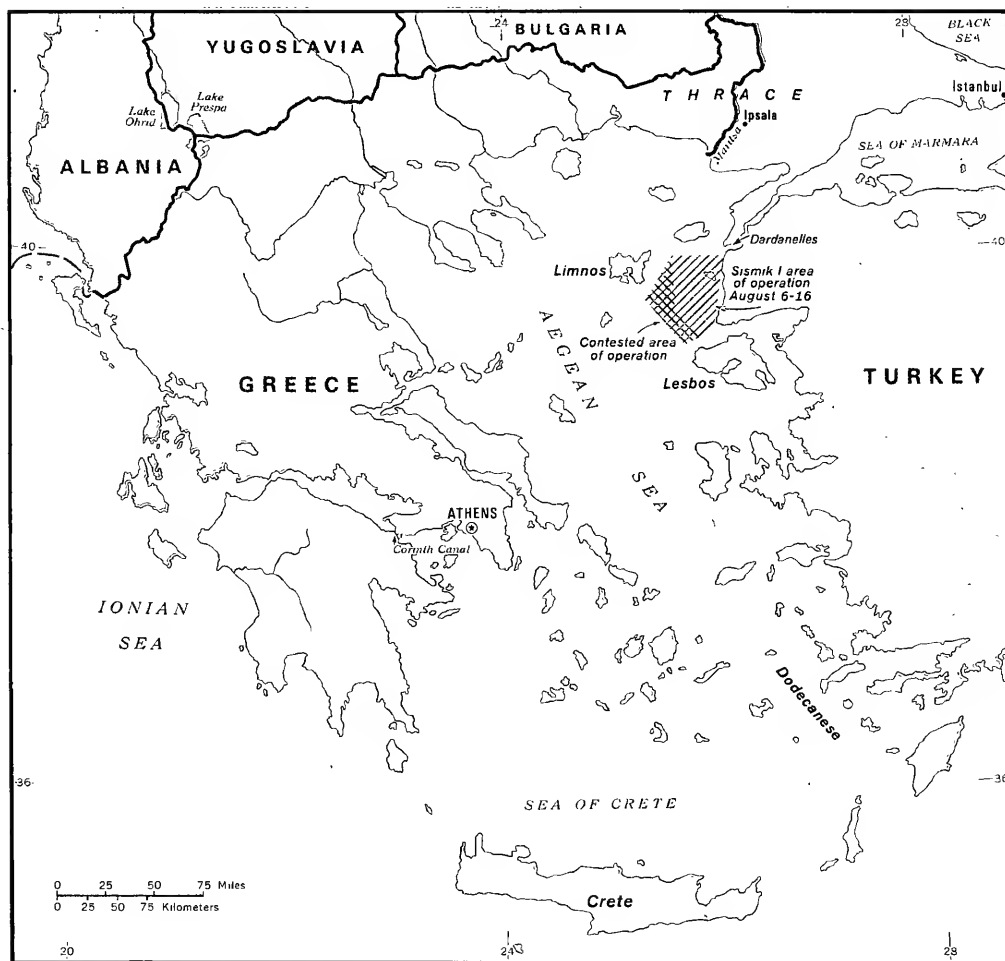 24
28
BLACK
SEA
BULGARIA
YUGOSLAVIA
THRACE
Istanbul
Ipsala
Lake
Prespa
Lake
Ohrid
SEA OF MARMARA
ALBANIA
40
40
Dardanelles
Limnos
Sısmık I area
of operation
August 6-16
AEGEAN
SEA
Contested area
of operation
Lesbos
GREECE
TURKEY
ATHENS
Corinth Canal
IONIAN
SEA
Dodecanese
36
36
SEA OF CRETE
0 25 50 75 Miles
0 25 50 75 Kilometers
Crete
20
24
28